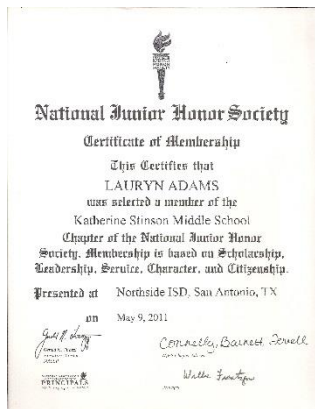 National Junior Honor Society
Certificate of Membership
This Certifies that
LAURYN ADAMS
was selected a member of the
Katherine Stinson Middle School
Chapter of the National Junior Honor
Society. Membership is based on Scholarship,
Leadership, Service, Character, and Citizenship.
Presented at Northside ISD, San Antonio, TX
on May 9, 2011
Connelly, Barnett, Ferrell
PRINCIPALS